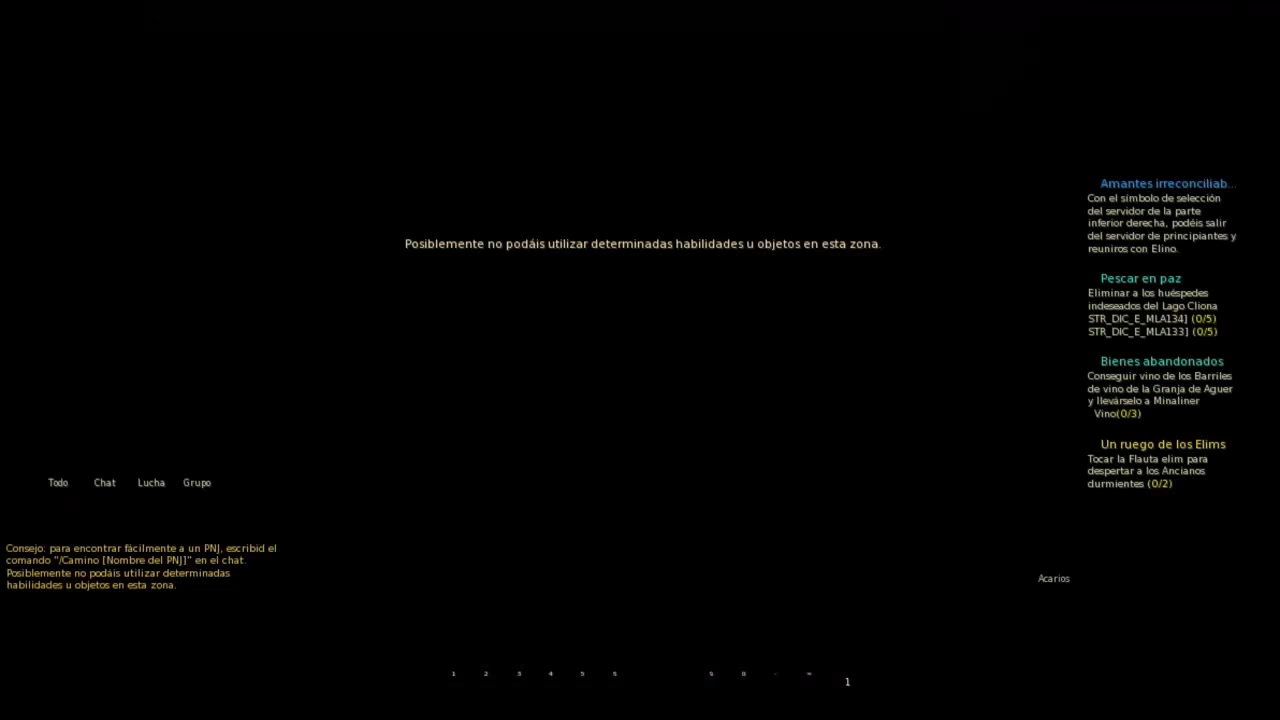 Amantes irreconciliab...
Con el símbolo de selección
del servidor de la parte
inferior derecha, podéis salir
del servidor de principiantes y
reuniros con Elino.
Posiblemente no podáis utilizar determinadas habilidades u objetos en esta zona.
Pescar en paz
Eliminar a los huéspedes
indeseados del Lago Cliona
STR_DIC_E_MLA134] (0/5)
STR_DIC_E_MLA133] (0/5)
Bienes abandonados
Conseguir vino de los Barriles
de vino de la Granja de Aguer
y llevárselo a Minaliner
Vino(0/3)
Un ruego de los Elims
Tocar la Flauta elim para
despertar a los Ancianos
durmientes (0/2)
Todo Chat Lucha Grupo
Consejo: para encontrar fácilmente a un PNJ, escribid el
comando "/Camino [Nombre del PNJ]" en el chat.
Posiblemente no podáis utilizar determinadas
habilidades u objetos en esta zona.
Acarios
1 2 3 4 5
1